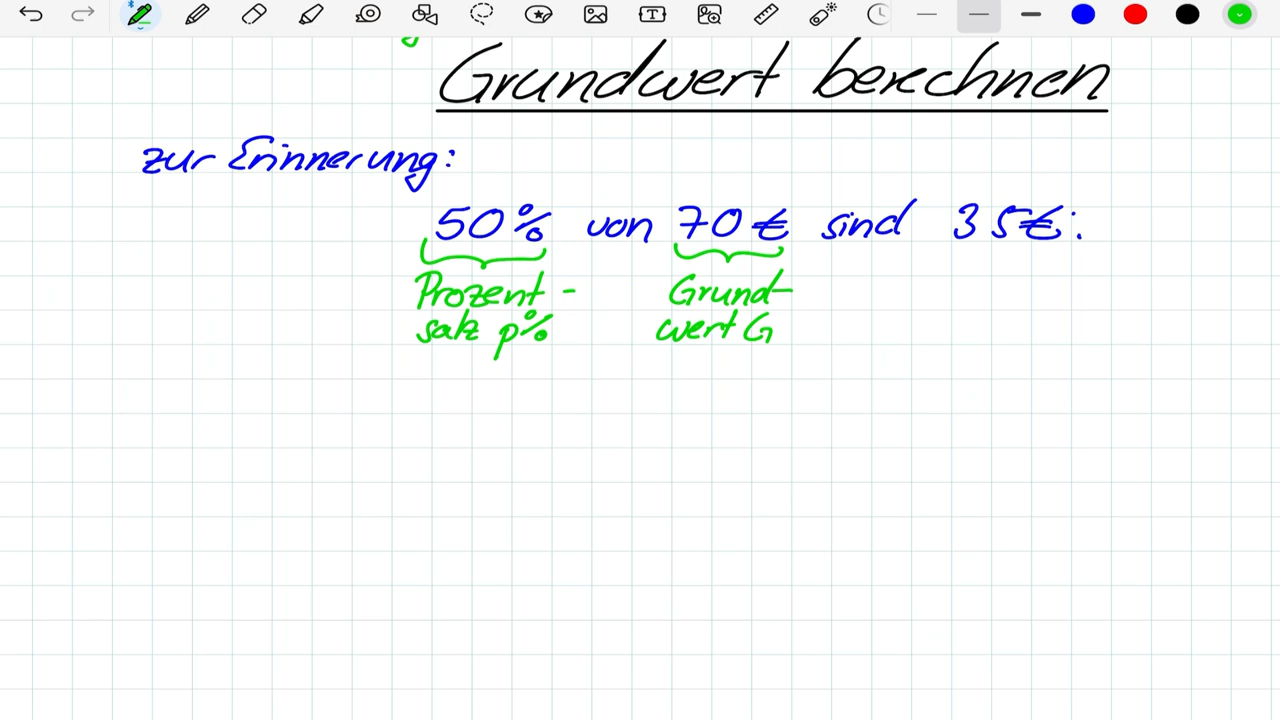 Grundwert berechnen
zur Erinnerung:
50% von 70€ sind 35€:
Prozent- Grund-
satz p% wert G